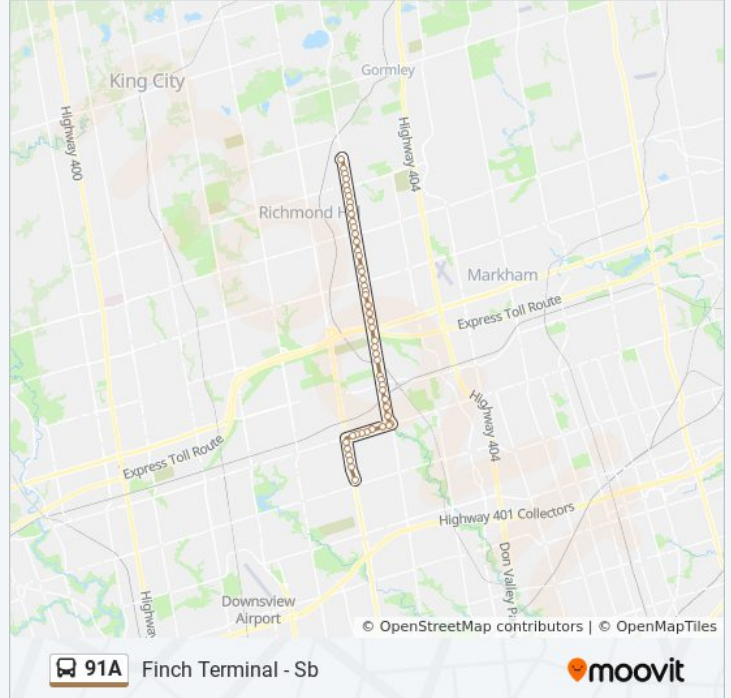 King City
Gormley
Highway 400
Highway 404
Richmond H
Markham
Express Toll Route
Highway 404
Express Toll Route
Highway 401 Collectors
Don Valley P
Highway
Downsview
Airport
© OpenStreetMap contributors | © OpenMapTiles
91A Finch Terminal - Sb
moovit